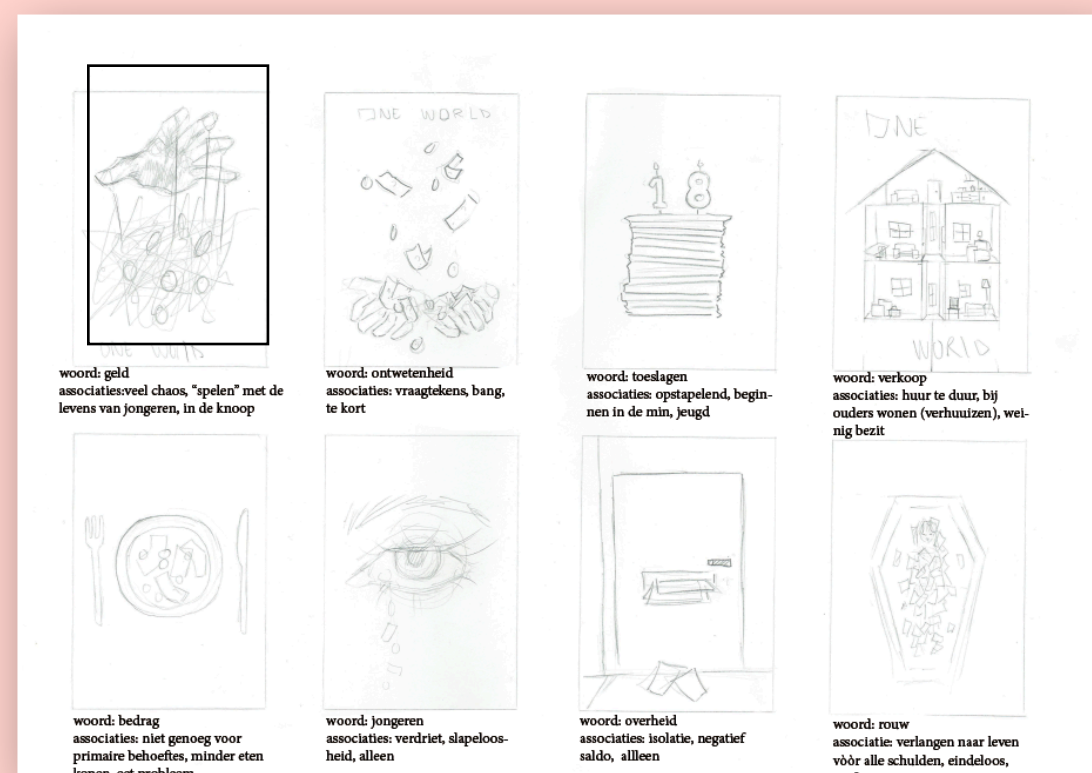 ONE WORLD
woord: geld
associaties:veel chaos, “spelen” met de
levens van jongeren, in de knoop
ONE WORLD
woord: ontwetenheid
associaties: vraagtekens, bang,
te kort
18
woord: toeslagen
associaties: opstapelend, begin-
nen in de min, jeugd
ONE
WORLD
woord: verkoop
associaties: huur te duur, bij
ouders wonen (verhuuizen), wei-
nig bezit
woord: bedrag
associaties: niet genoeg voor
primaire behoeftes, minder eten
woord: jongeren
associaties: verdriet, slapeloos-
heid, alleen
woord: overheid
associaties: isolatie, negatief
saldo,  allleen
woord: rouw
associatie: verlangen naar leven
vòòr alle schulden, eindeloos,